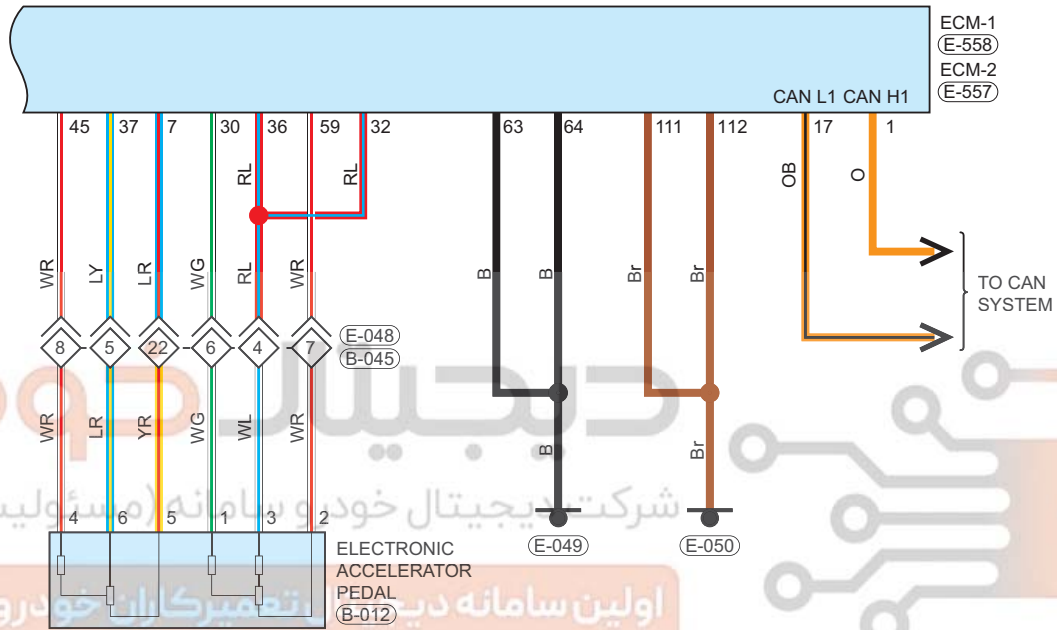 ECM-1
E-558
ECM-2
E-557
CAN L1 CAN H1
45 37 7 30 36 59 32 63 64 111 112 17 1
RL RL OB O
WR LY LR WG RL WR B B Br Br
TO CAN
SYSTEM
8 5 22 6 4 7
E-048
B-045
دیجیتال خودرو
WR LR YR WG WL WR B Br
شرکت دیجیتال خودرو سامانه (مسئولیت
4 6 5 1 3 2
E-049 E-050
ELECTRONIC
ACCELERATOR
PEDAL
B-012
اولین سامانه دیجیتال تعمیرکاران خودرو